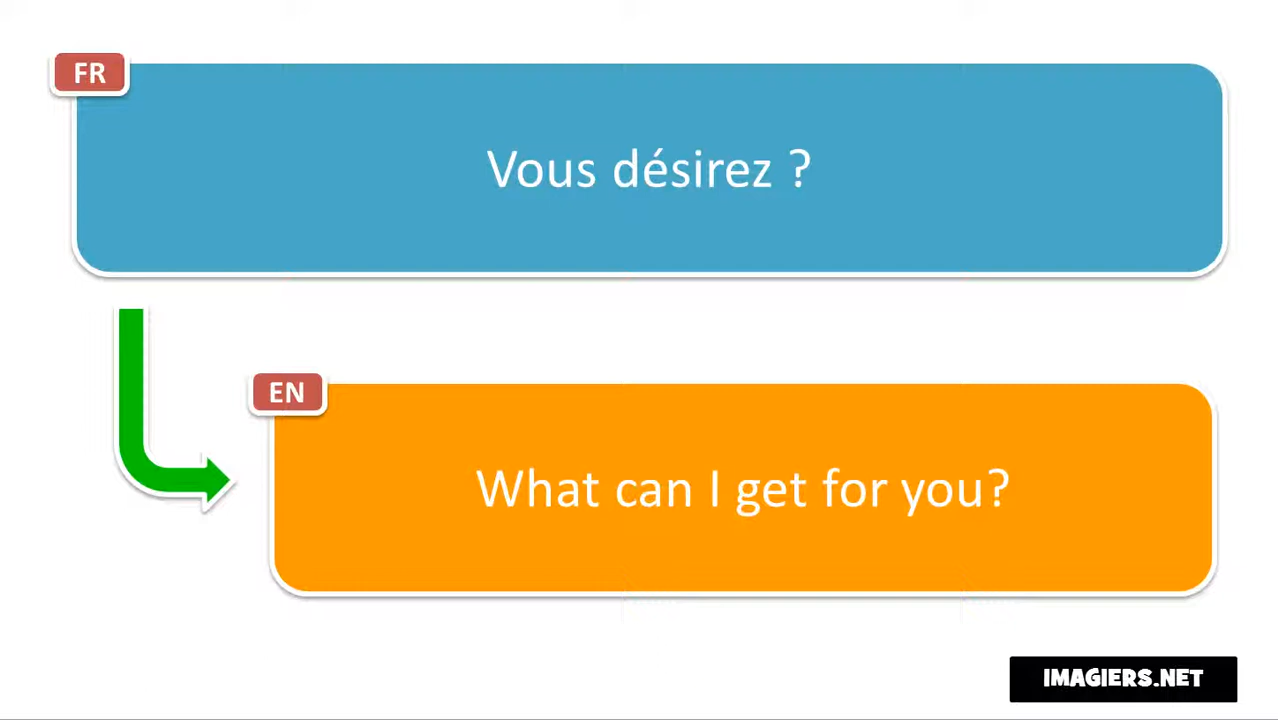 FR
Vous désirez ?
EN
What can I get for you?
IMAGIERS.NET